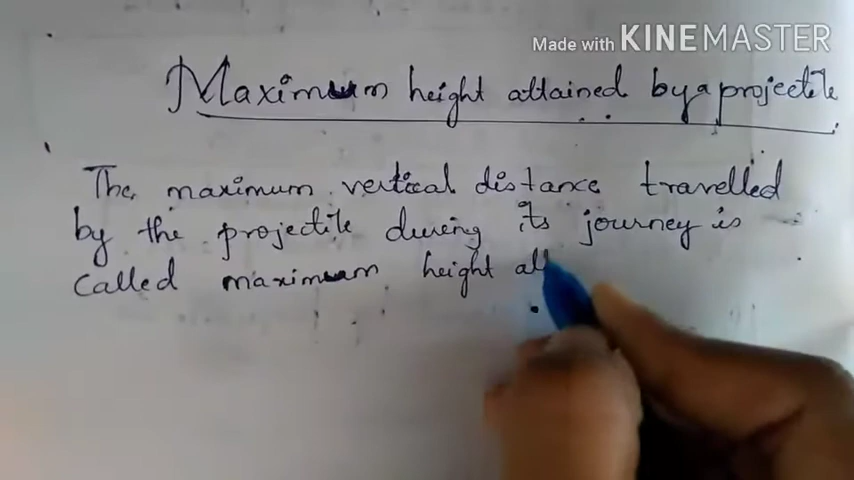 Made with KINEMASTER
Maximum height attained by a projectile
The maximum vertical distance travelled
by the projectile during its journey is
called maximum height att